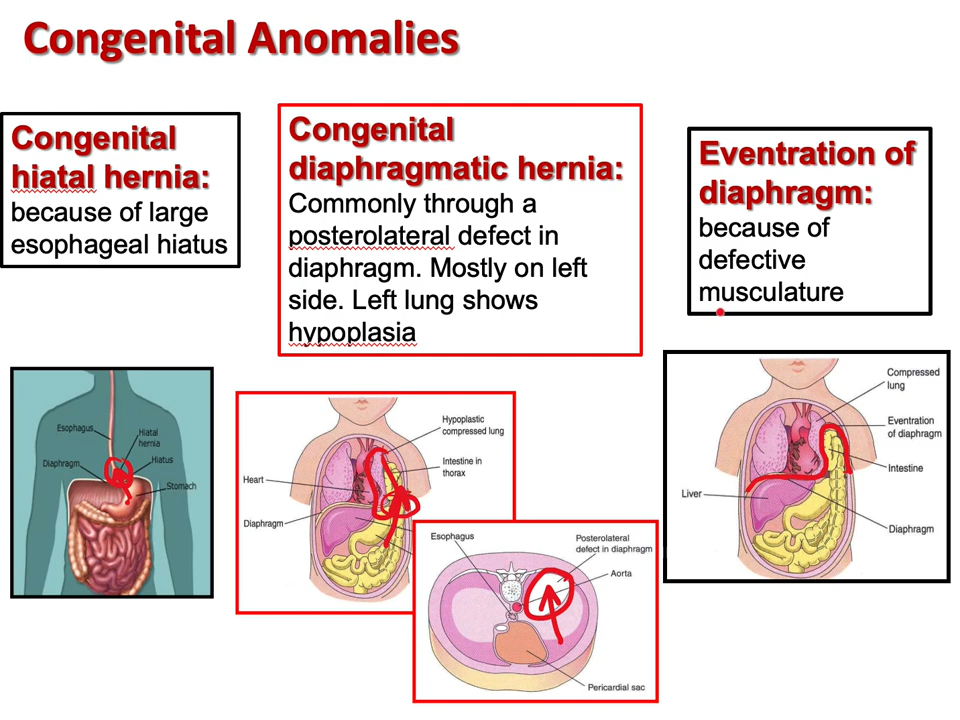 Congenital Anomalies
Congenital
hiatal hernia:
because of large
esophageal hiatus
Congenital
diaphragmatic hernia:
Commonly through a
posterolateral defect in
diaphragm. Mostly on left
side. Left lung shows
hypoplasia
Eventration of
diaphragm:
because of
defective
musculature
Esophagus
Hiatal
hernia
Diaphragm
Hiatus
Stomach
Hypoplastic
compressed lung
Intestine in
thorax
Heart
Diaphragm
Esophagus
Posterolateral
defect in diaphragm
Aorta
Pericardial sac
Compressed
lung
Eventration
of diaphragm
Intestine
Liver
Diaphragm